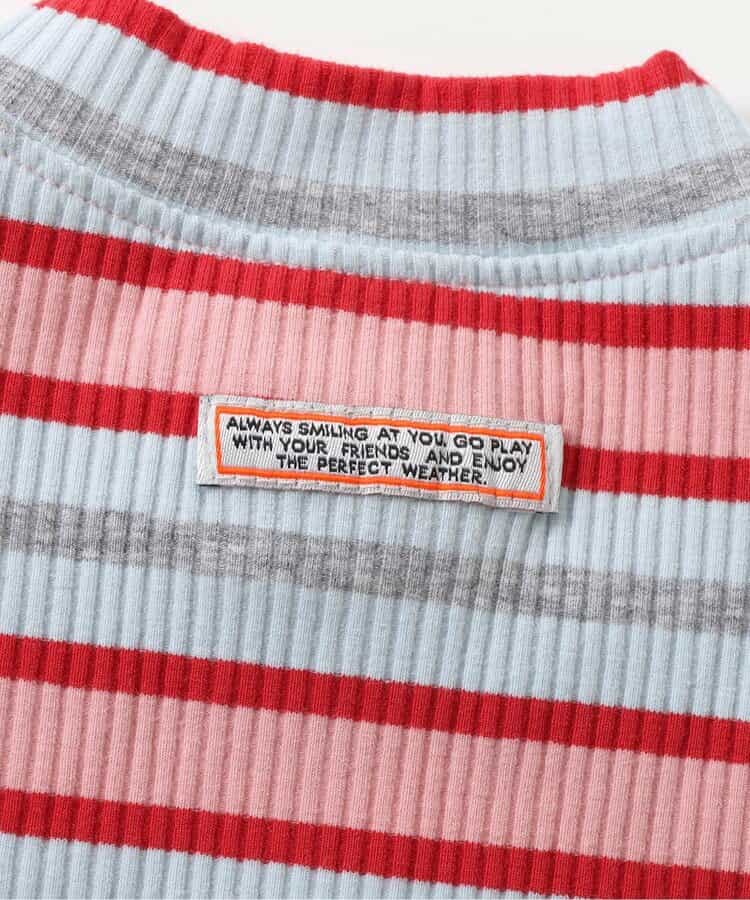 ALWAYS SMILING AT YOU. GO PLAY
WITH YOUR FRIENDS AND ENJOY
THE PERFECT WEATHER.